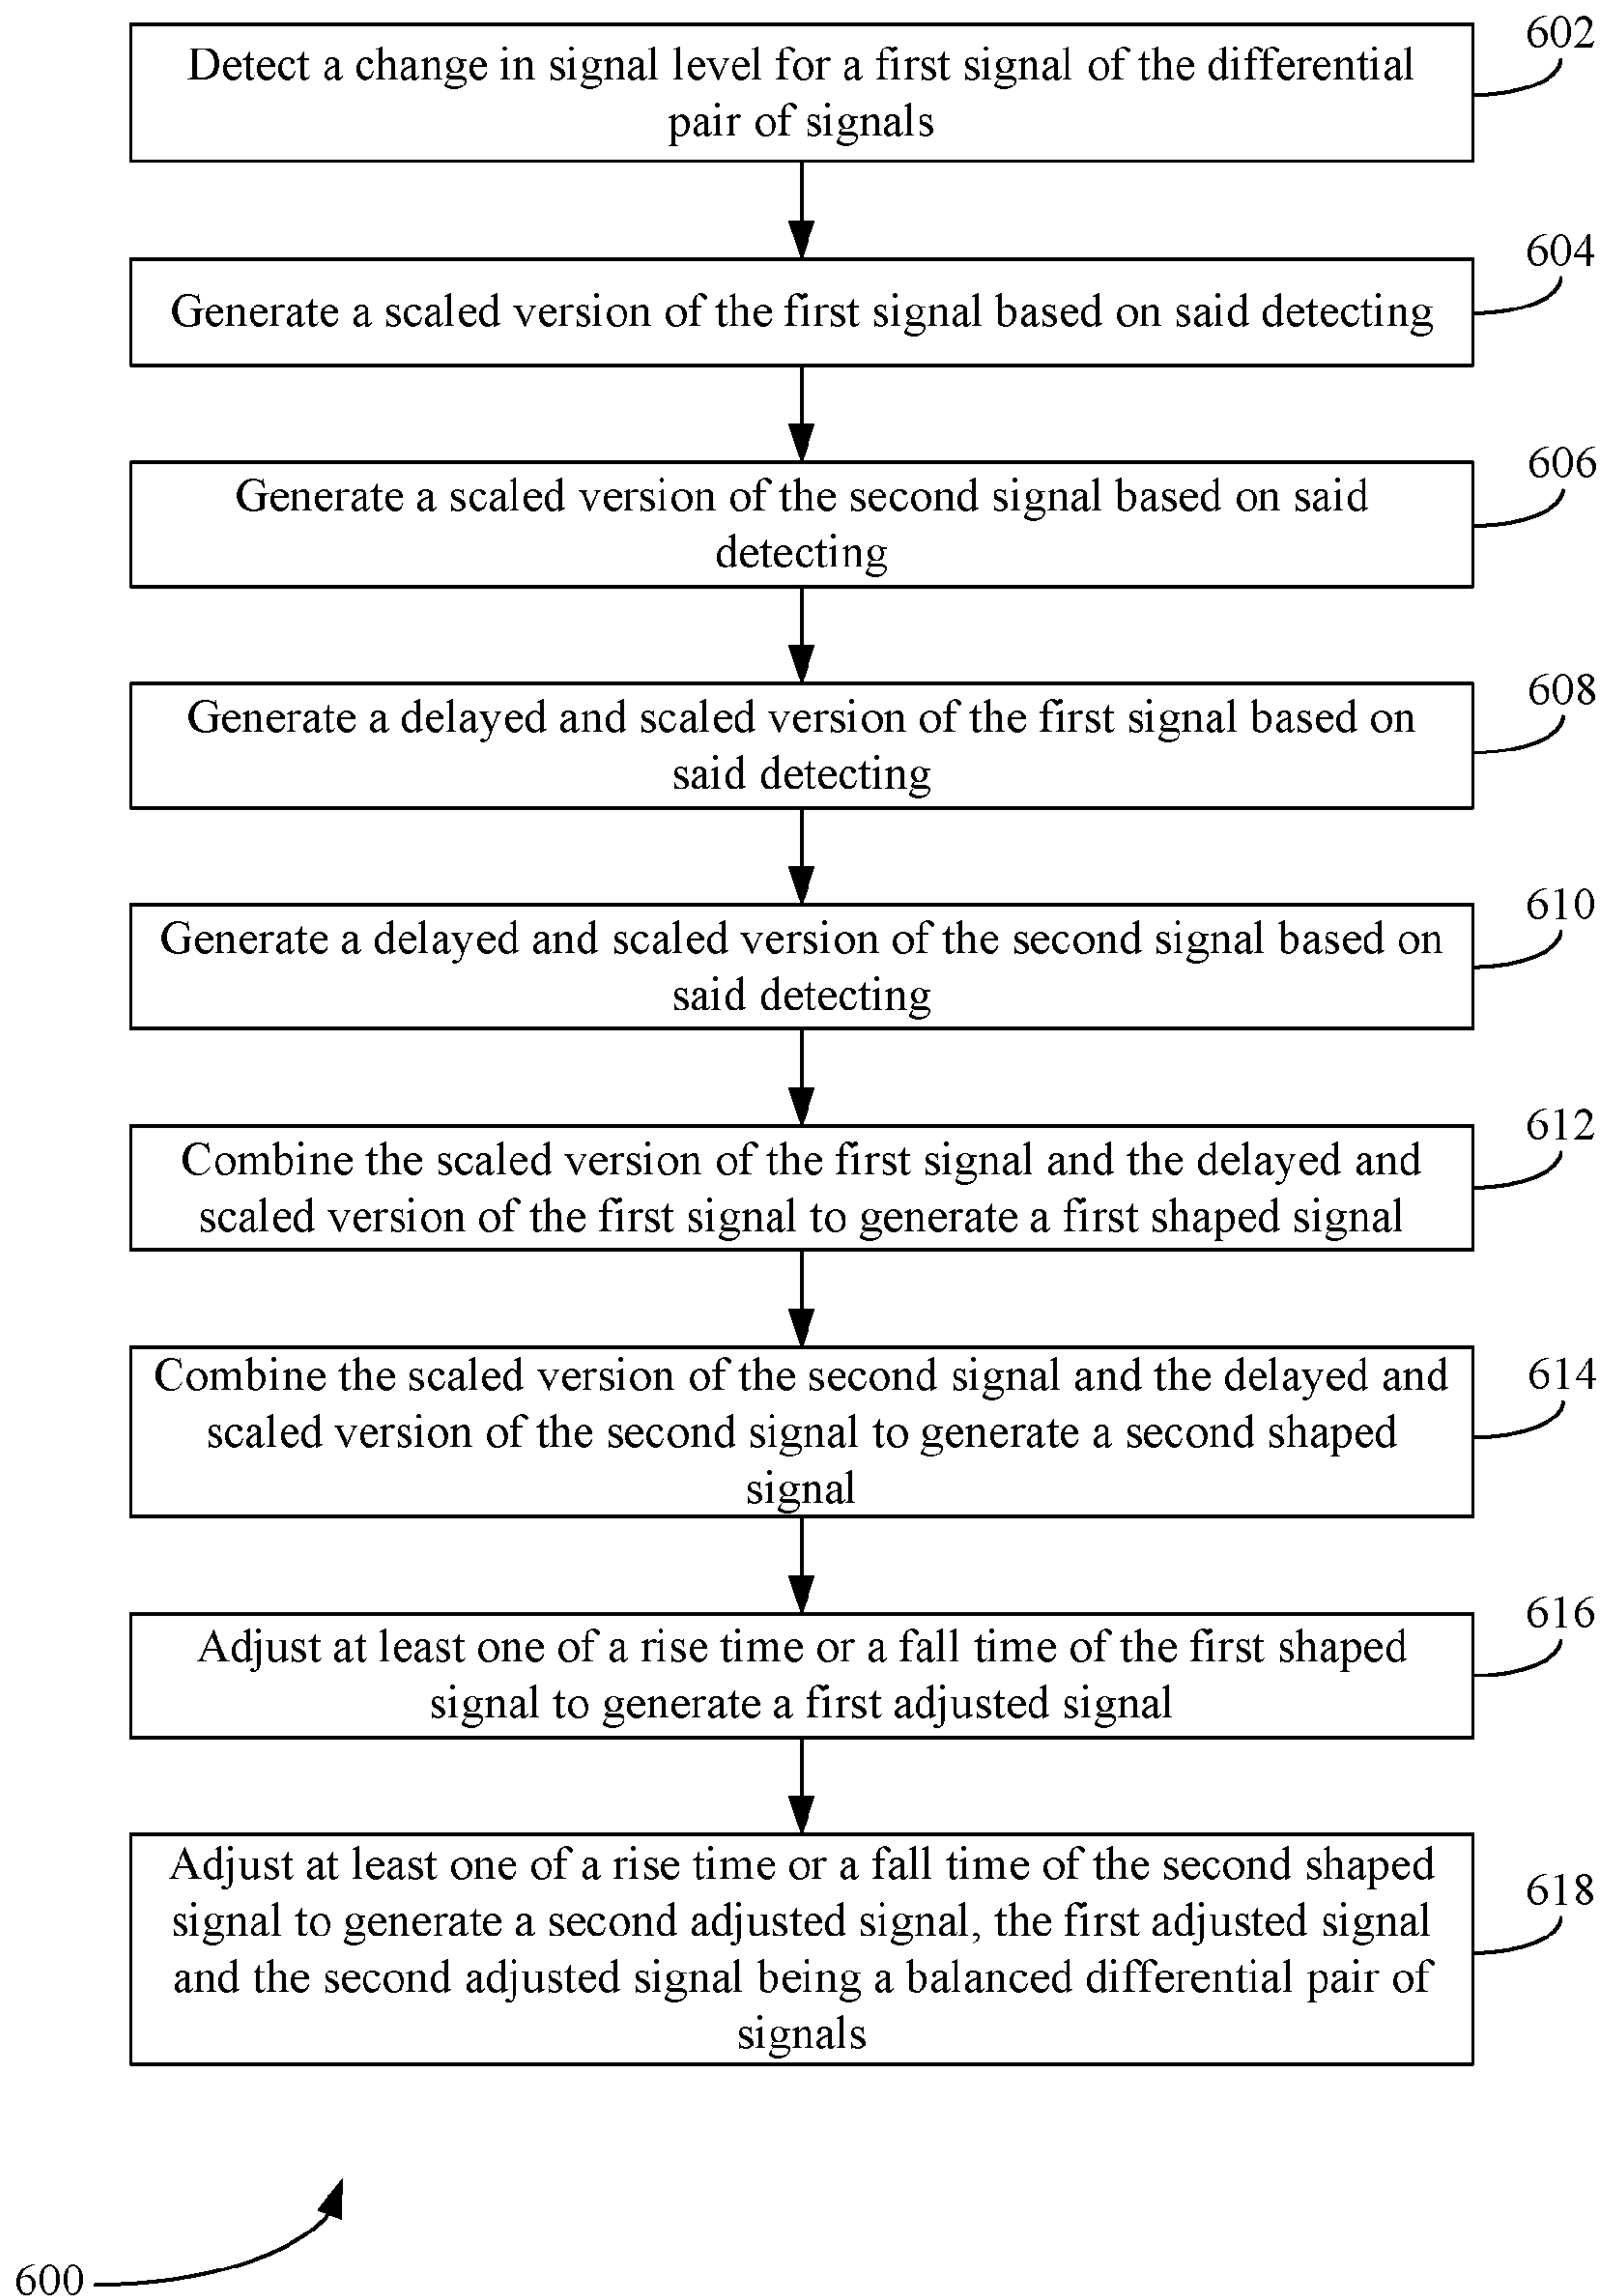 602
Detect a change in signal level for a first signal of the differential
pair of signals
604
Generate a scaled version of the first signal based on said detecting
606
Generate a scaled version of the second signal based on said
detecting
608
Generate a delayed and scaled version of the first signal based on
said detecting
610
Generate a delayed and scaled version of the second signal based on
said detecting
612
Combine the scaled version of the first signal and the delayed and
scaled version of the first signal to generate a first shaped signal
614
Combine the scaled version of the second signal and the delayed and
scaled version of the second signal to generate a second shaped
signal
616
Adjust at least one of a rise time or a fall time of the first shaped
signal to generate a first adjusted signal
618
Adjust at least one of a rise time or a fall time of the second shaped
signal to generate a second adjusted signal, the first adjusted signal
and the second adjusted signal being a balanced differential pair of
signals
600